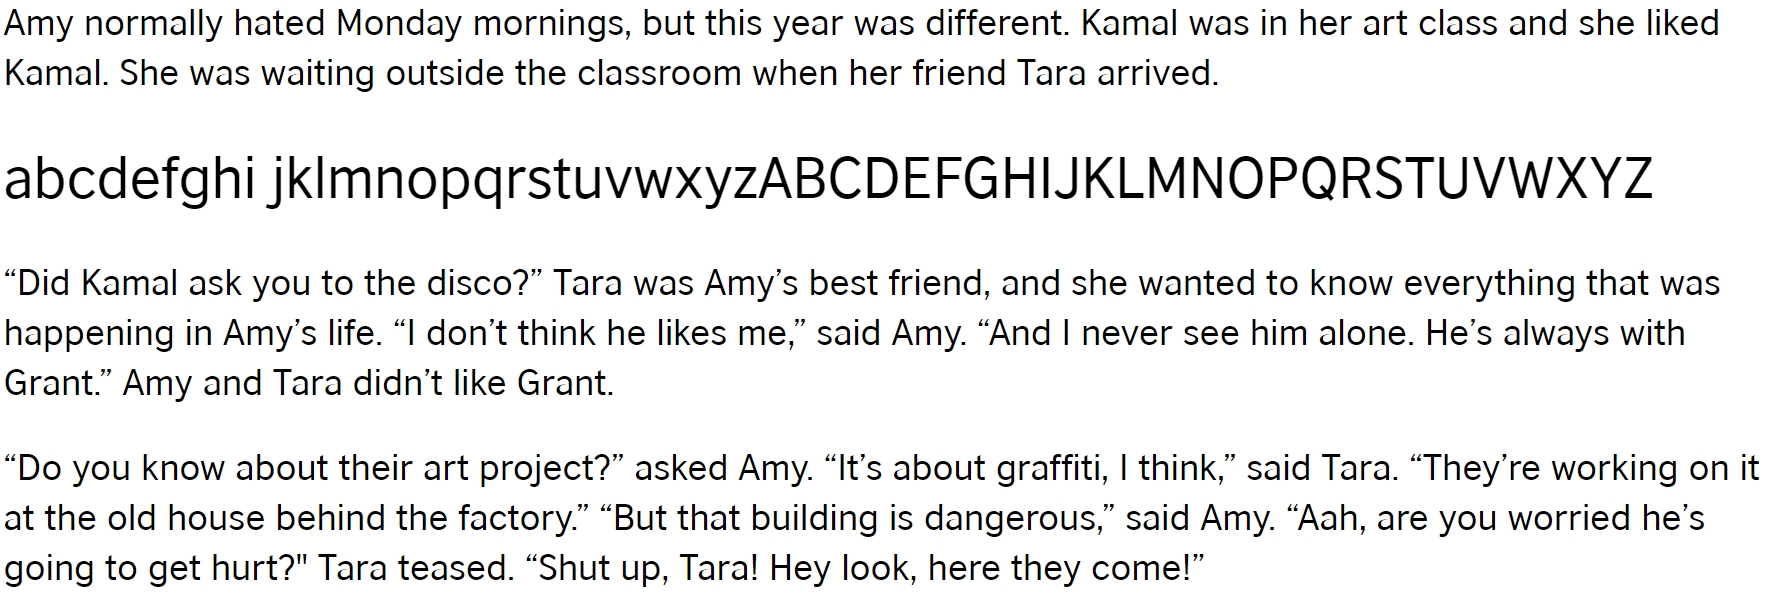 Amy normally hated Monday mornings, but this year was different. Kamal was in her art class and she liked
Kamal. She was waiting outside the classroom when her friend Tara arrived.
abcdefghi jklmnopqrstuvwxyzABCDEFGHIJKLMNOPQRSTUVWXYZ
“Did Kamal ask you to the disco?” Tara was Amy’s best friend, and she wanted to know everything that was
happening in Amy’s life. “I don’t think he likes me,” said Amy. “And I never see him alone. He’s always with
Grant.” Amy and Tara didn’t like Grant.
“Do you know about their art project?” asked Amy. “It’s about graffiti, I think,” said Tara. “They’re working on it
at the old house behind the factory.” “But that building is dangerous,” said Amy. “Aah, are you worried he’s
going to get hurt?" Tara teased. “Shut up, Tara! Hey look, here they come!”